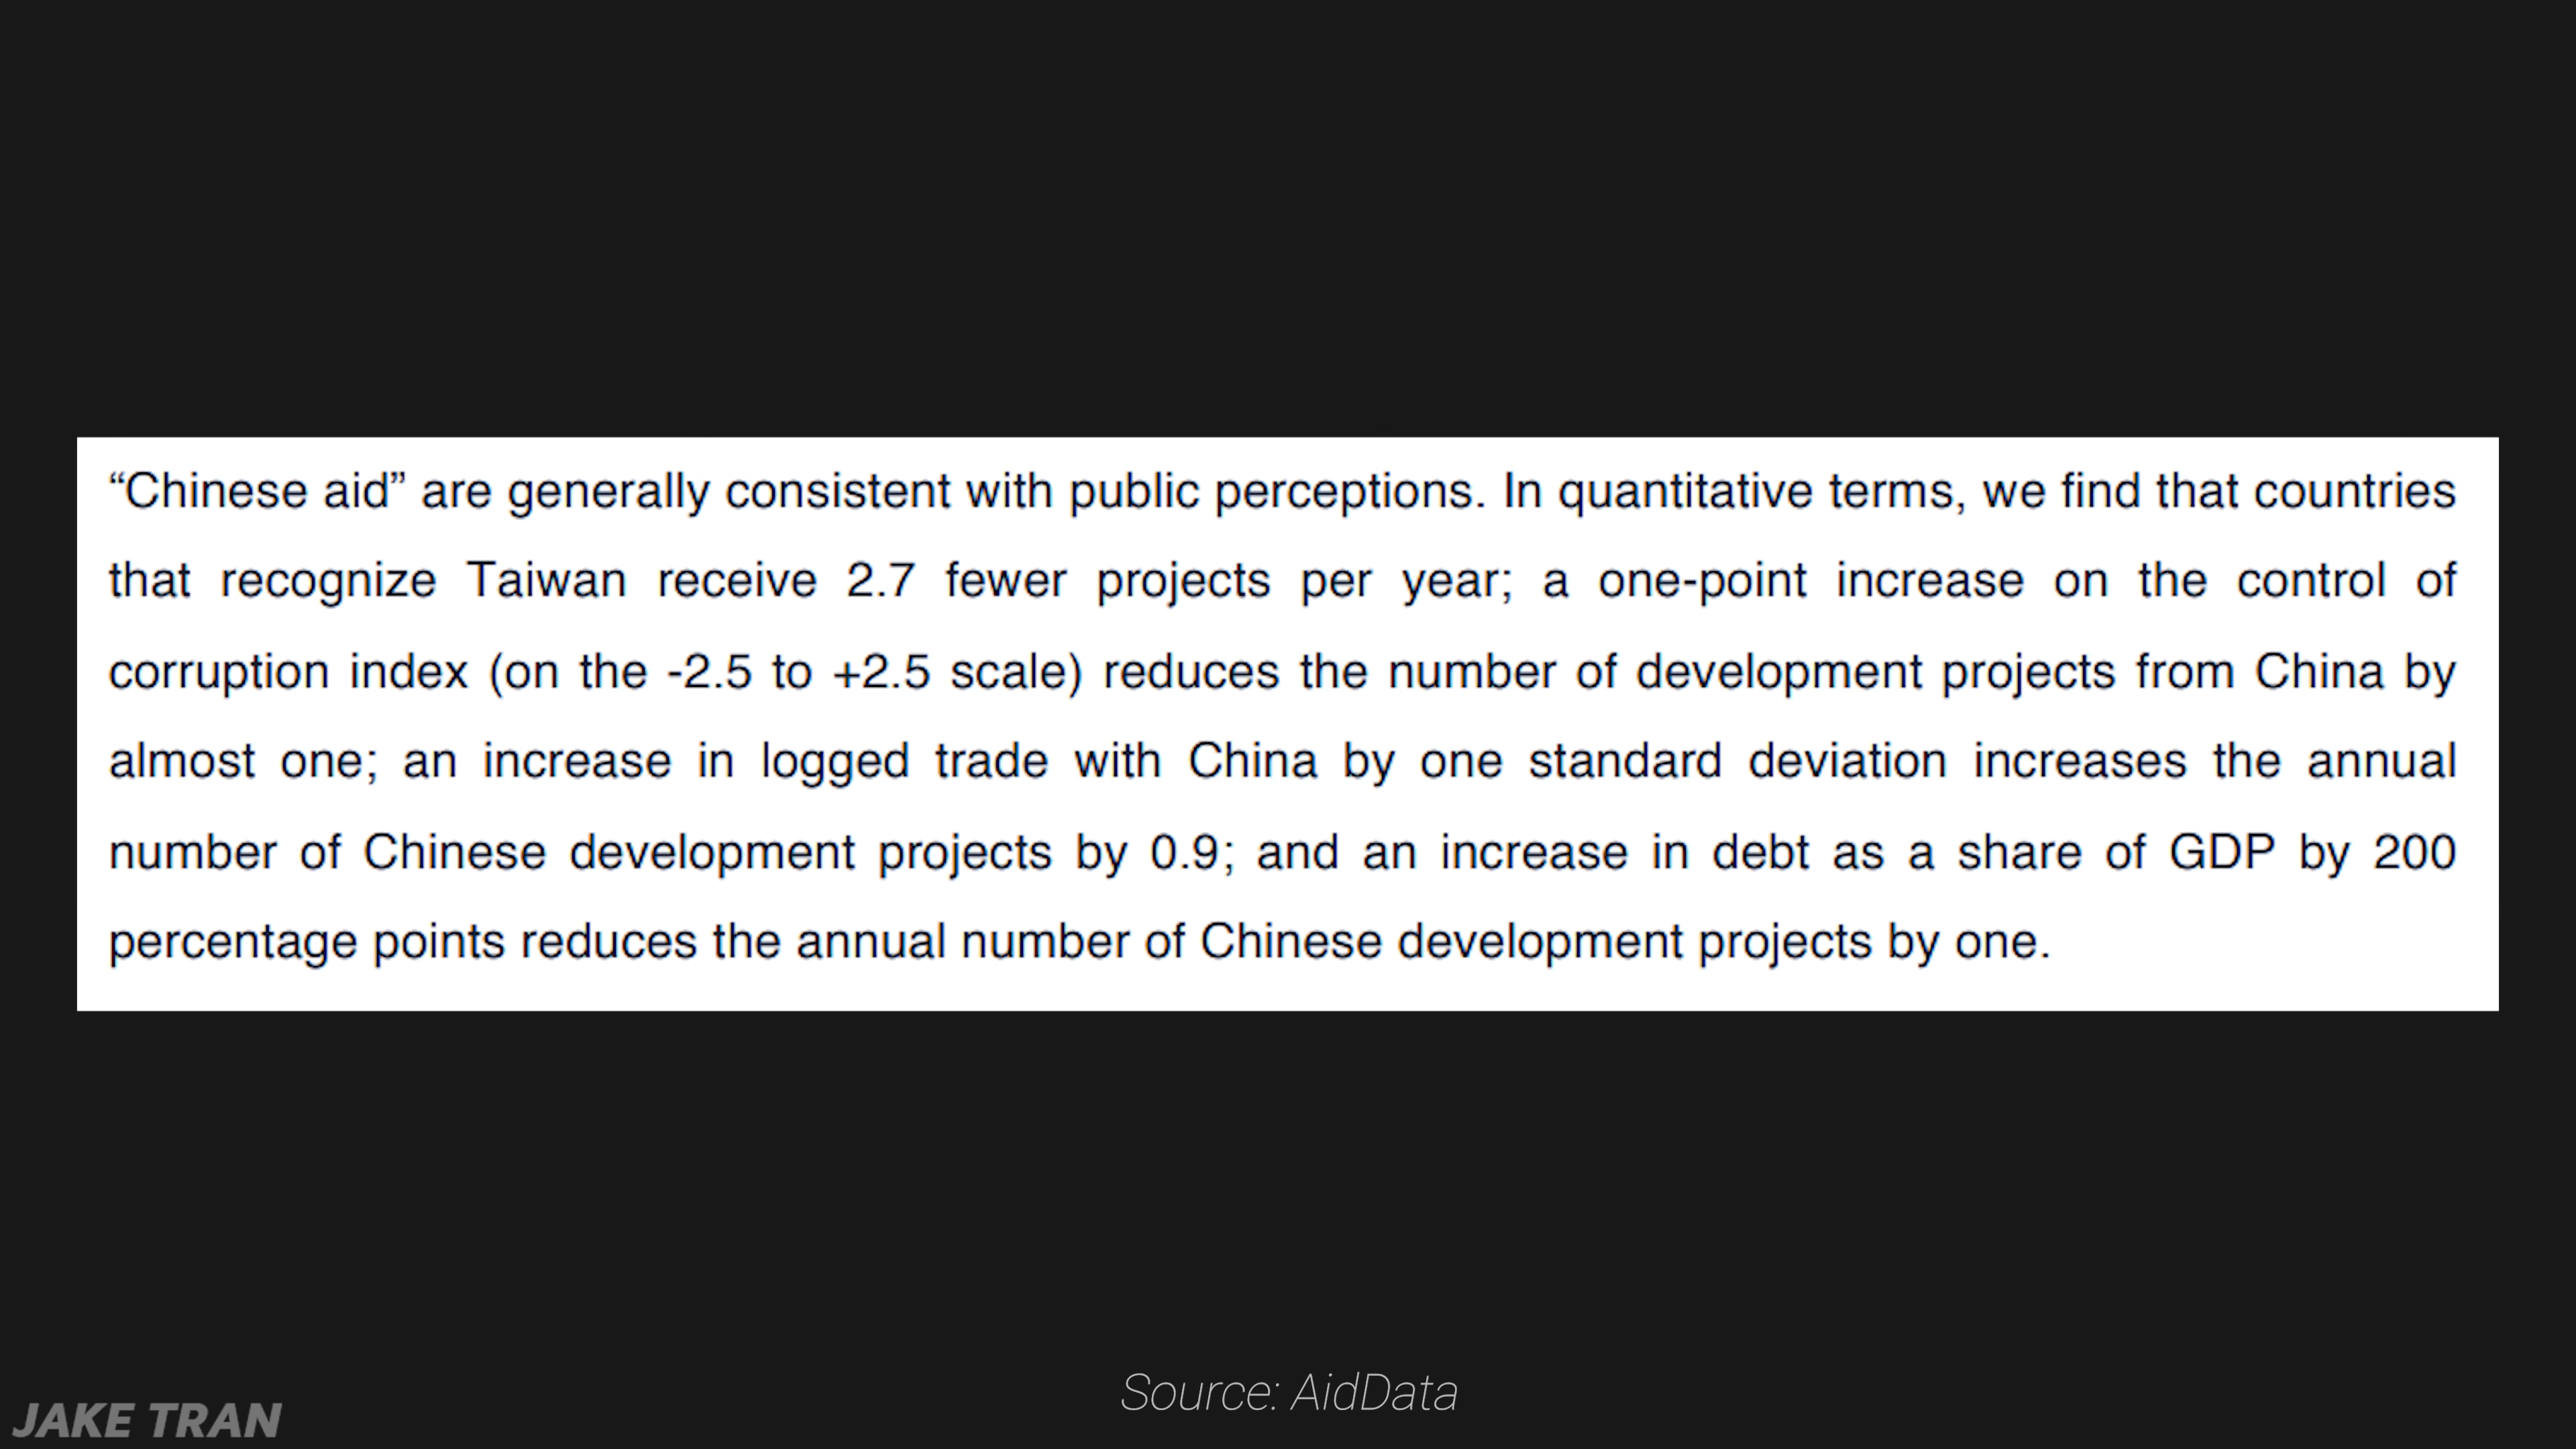 “Chinese aid” are generally consistent with public perceptions. In quantitative terms, we find that countries
that recognize Taiwan receive 2.7 fewer projects per year; a one-point increase on the control of
corruption index (on the -2.5 to +2.5 scale) reduces the number of development projects from China by
almost one; an increase in logged trade with China by one standard deviation increases the annual
number of Chinese development projects by 0.9; and an increase in debt as a share of GDP by 200
percentage points reduces the annual number of Chinese development projects by one.
Source: AidData
JAKE TRAN